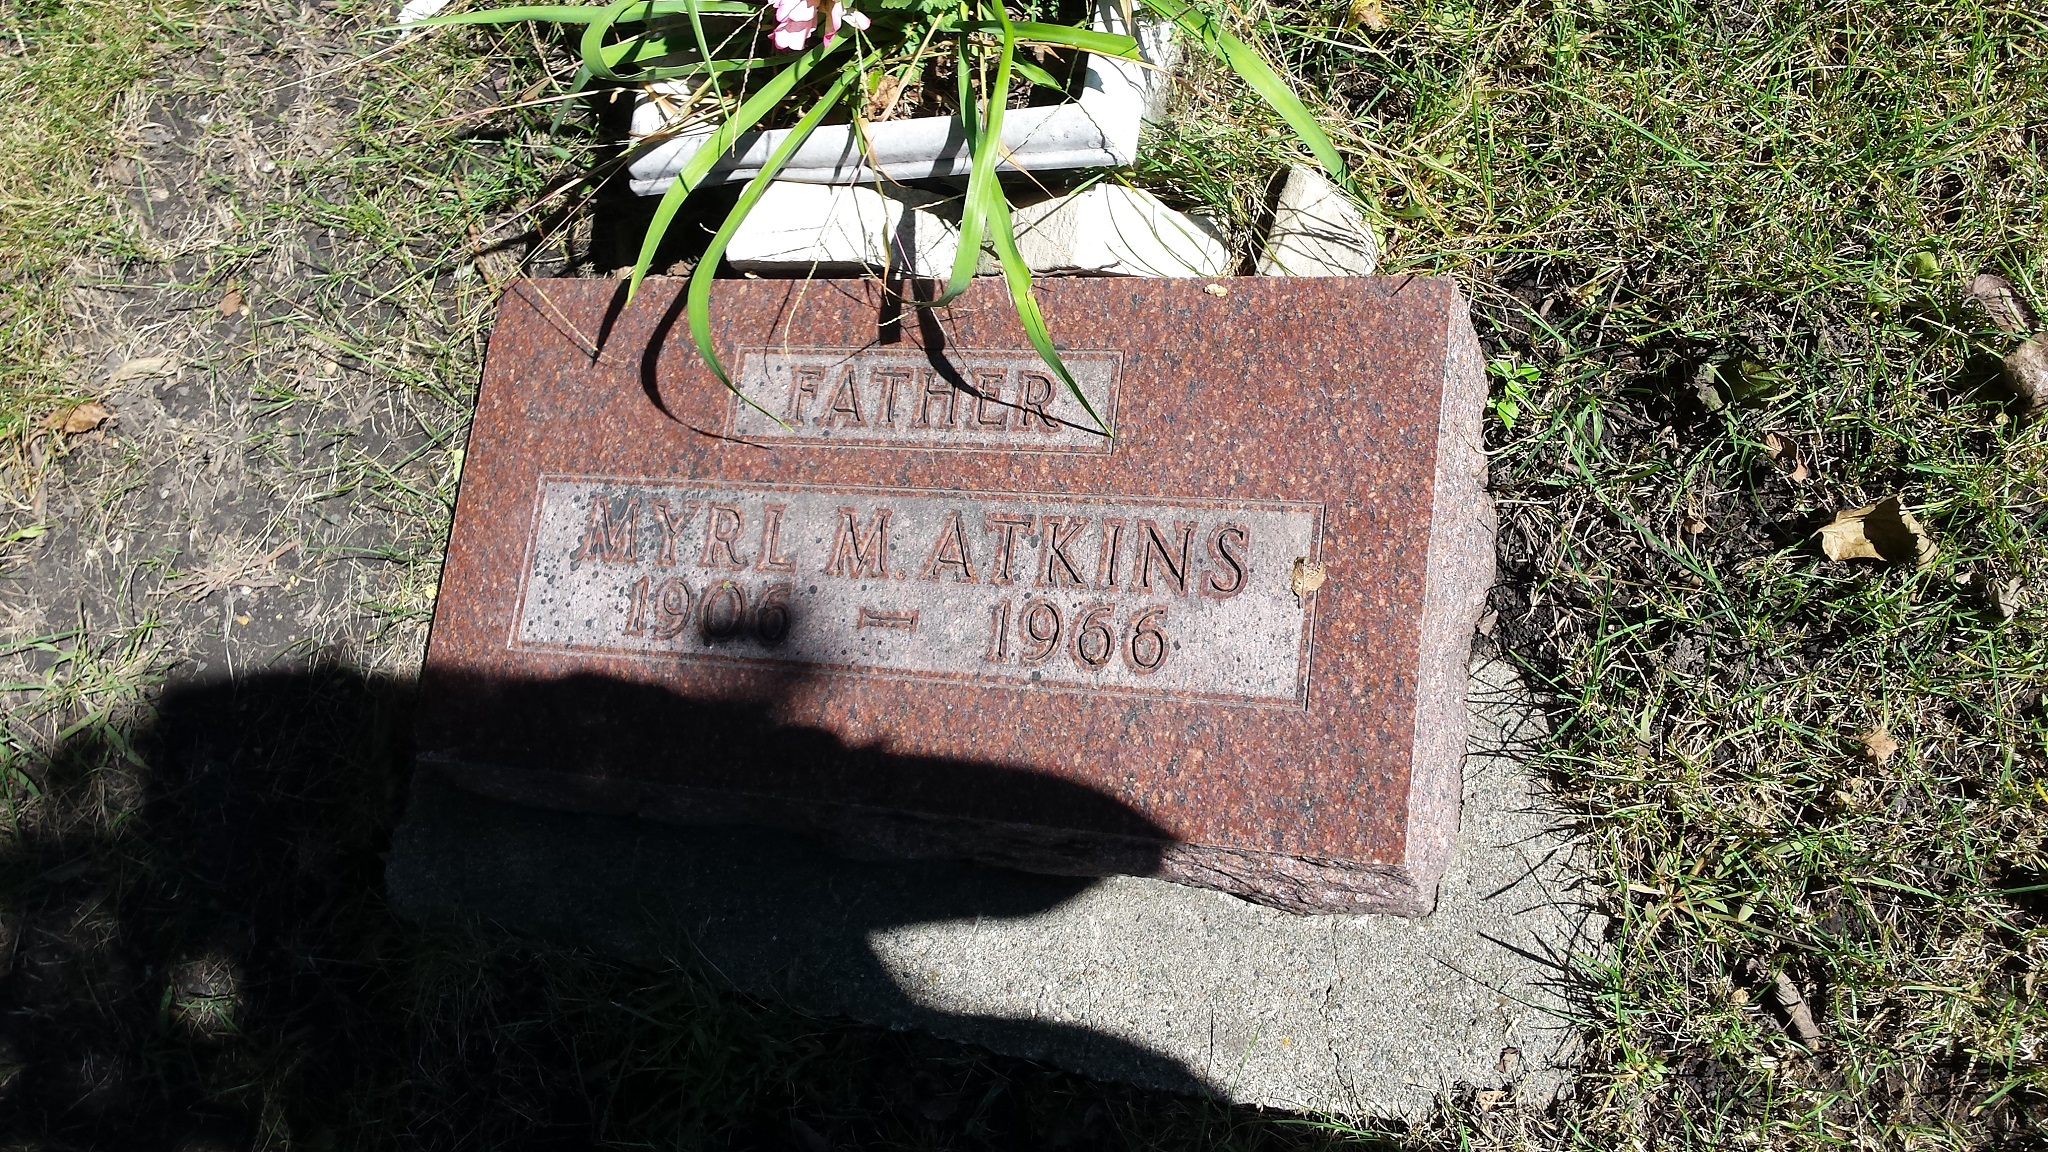 FATHER
MYRL M. ATKINS
1906 - 1966